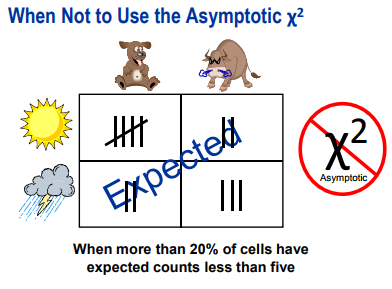 When Not to Use the Asymptotic χ²
Expected
χ²
Asymptotic
When more than 20% of cells have
expected counts less than five